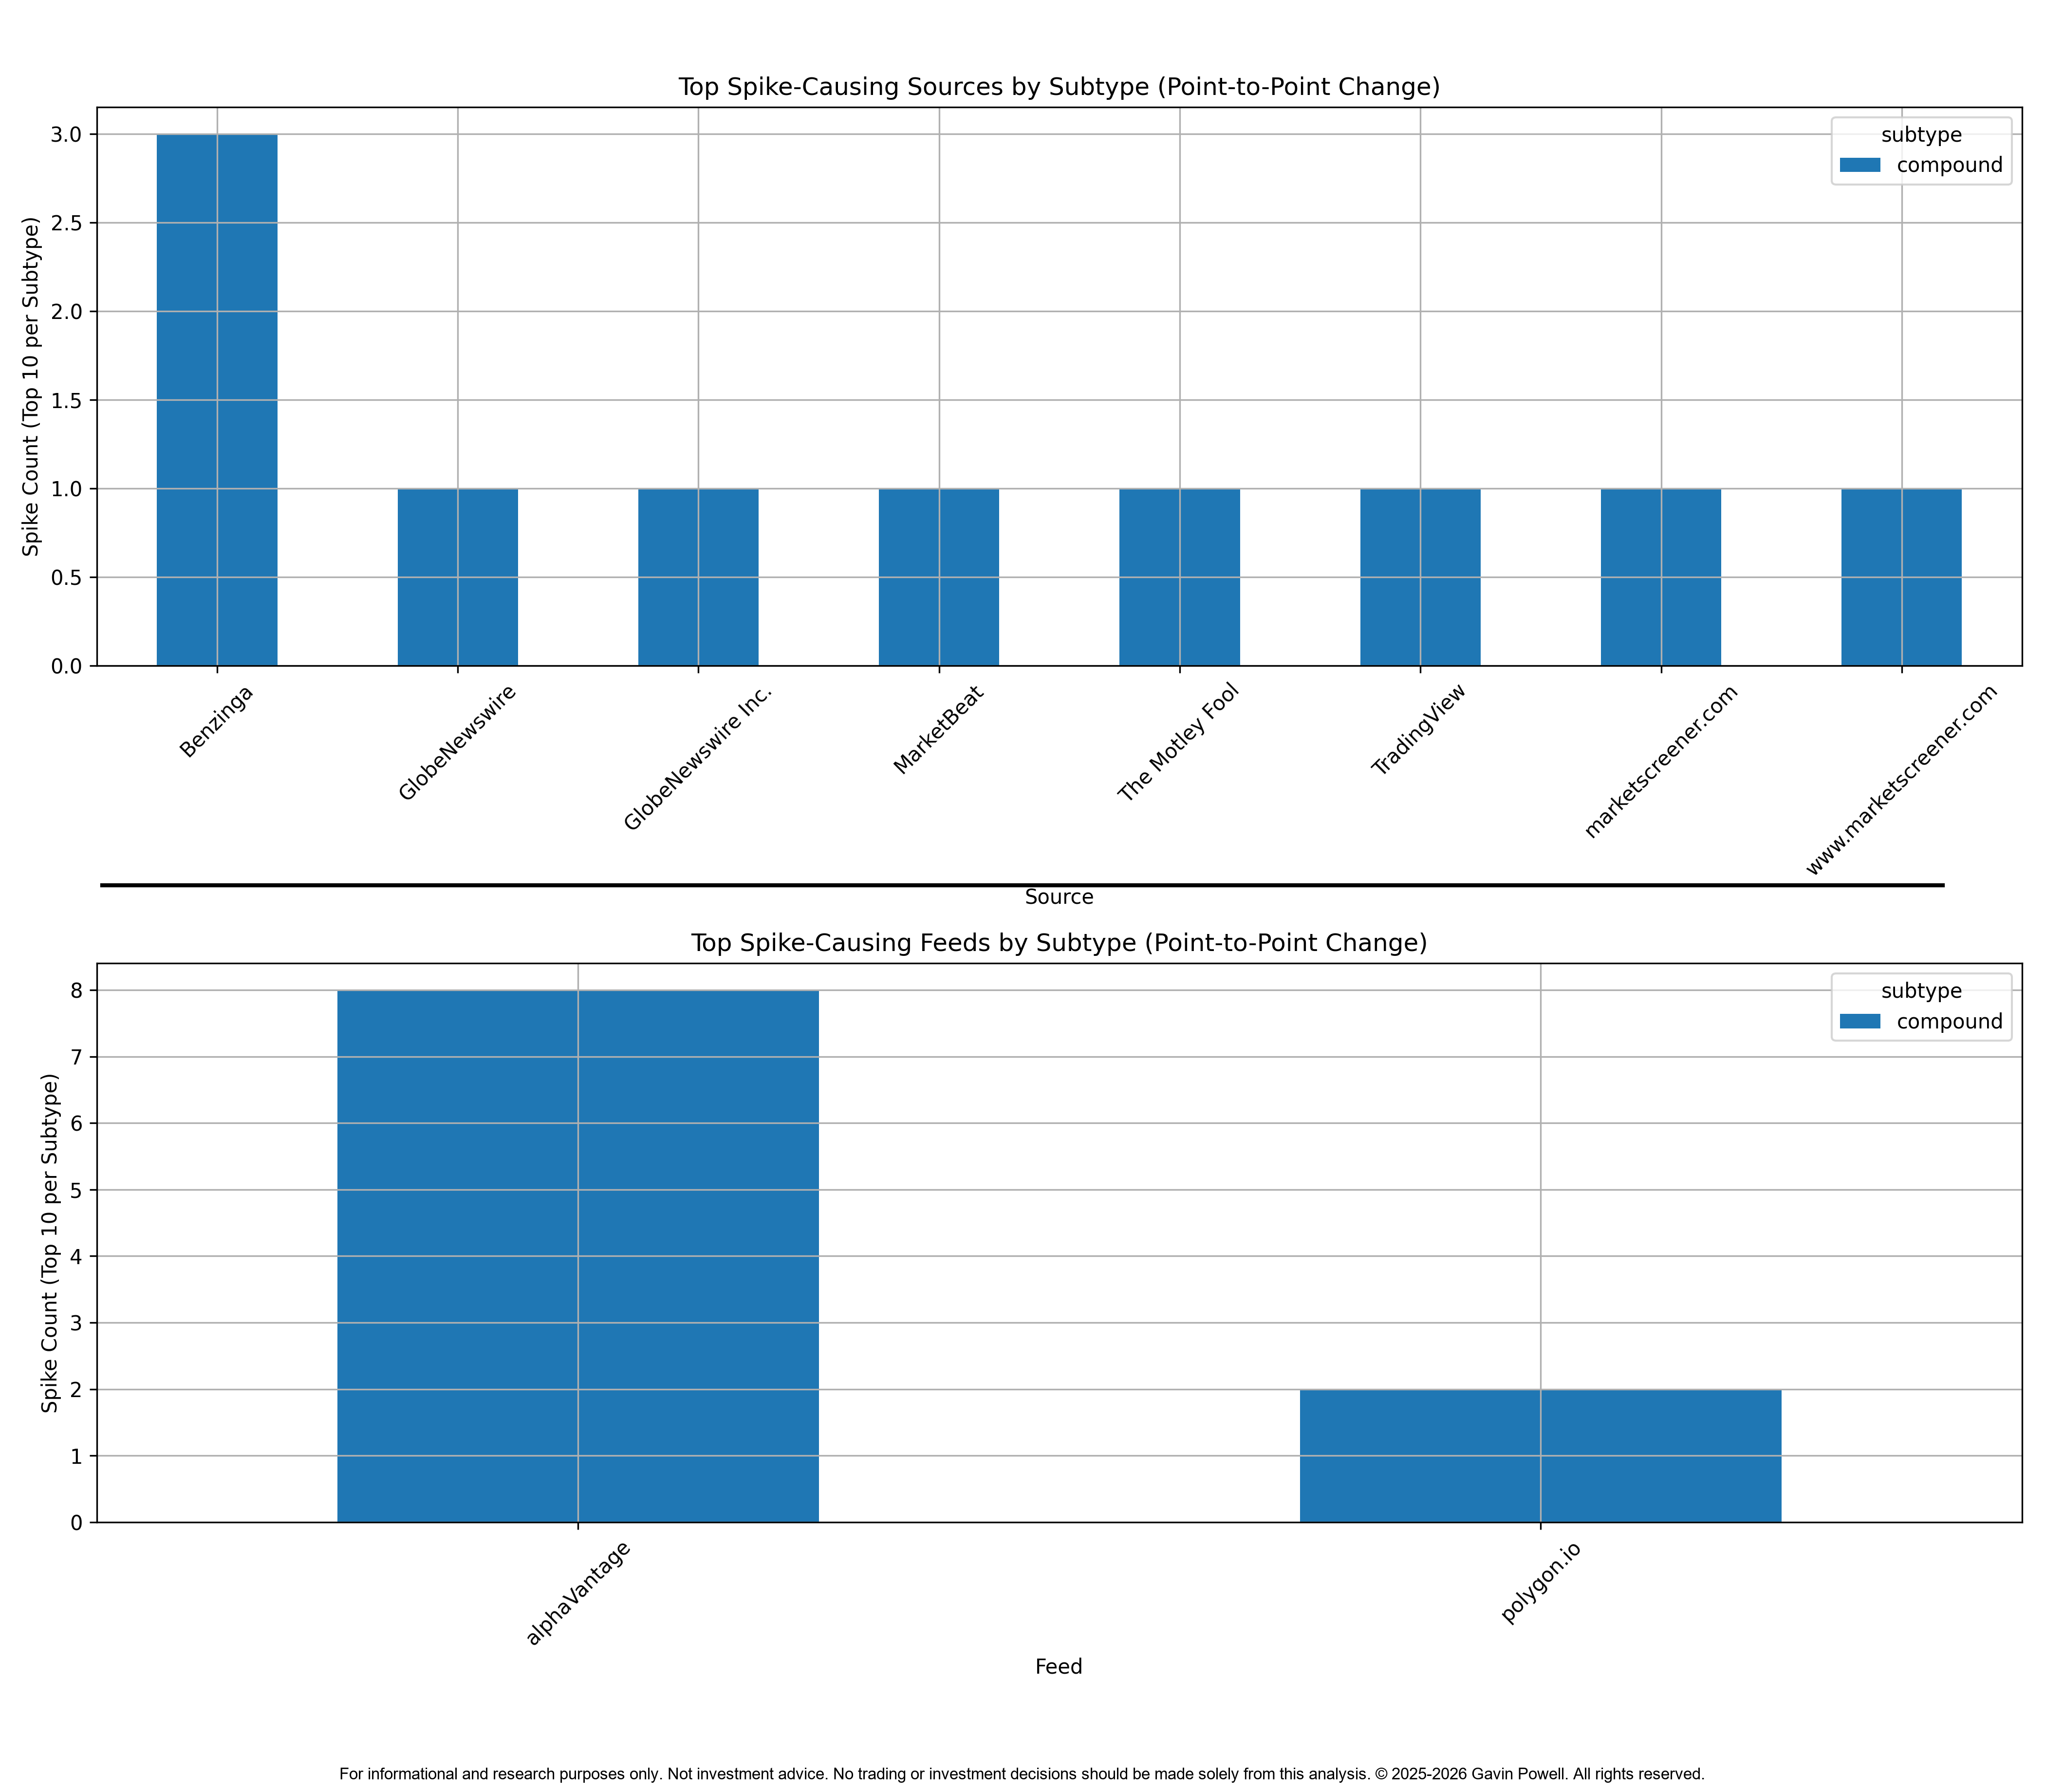 Top Spike-Causing Sources by Subtype (Point-to-Point Change)
subtype
compound
Spike Count (Top 10 per Subtype)
3.0
2.5
2.0
1.5
1.0
0.5
0.0
Benzinga
GlobeNewswire
GlobeNewswire Inc.
MarketBeat
The Motley Fool
TradingView
marketscreener.com
www.marketscreener.com
Source
Top Spike-Causing Feeds by Subtype (Point-to-Point Change)
subtype
compound
Spike Count (Top 10 per Subtype)
8
7
6
5
4
3
2
1
0
alphaVantage
polygon.io
Feed
For informational and research purposes only. Not investment advice. No trading or investment decisions should be made solely from this analysis. © 2025-2026 Gavin Powell. All rights reserved.